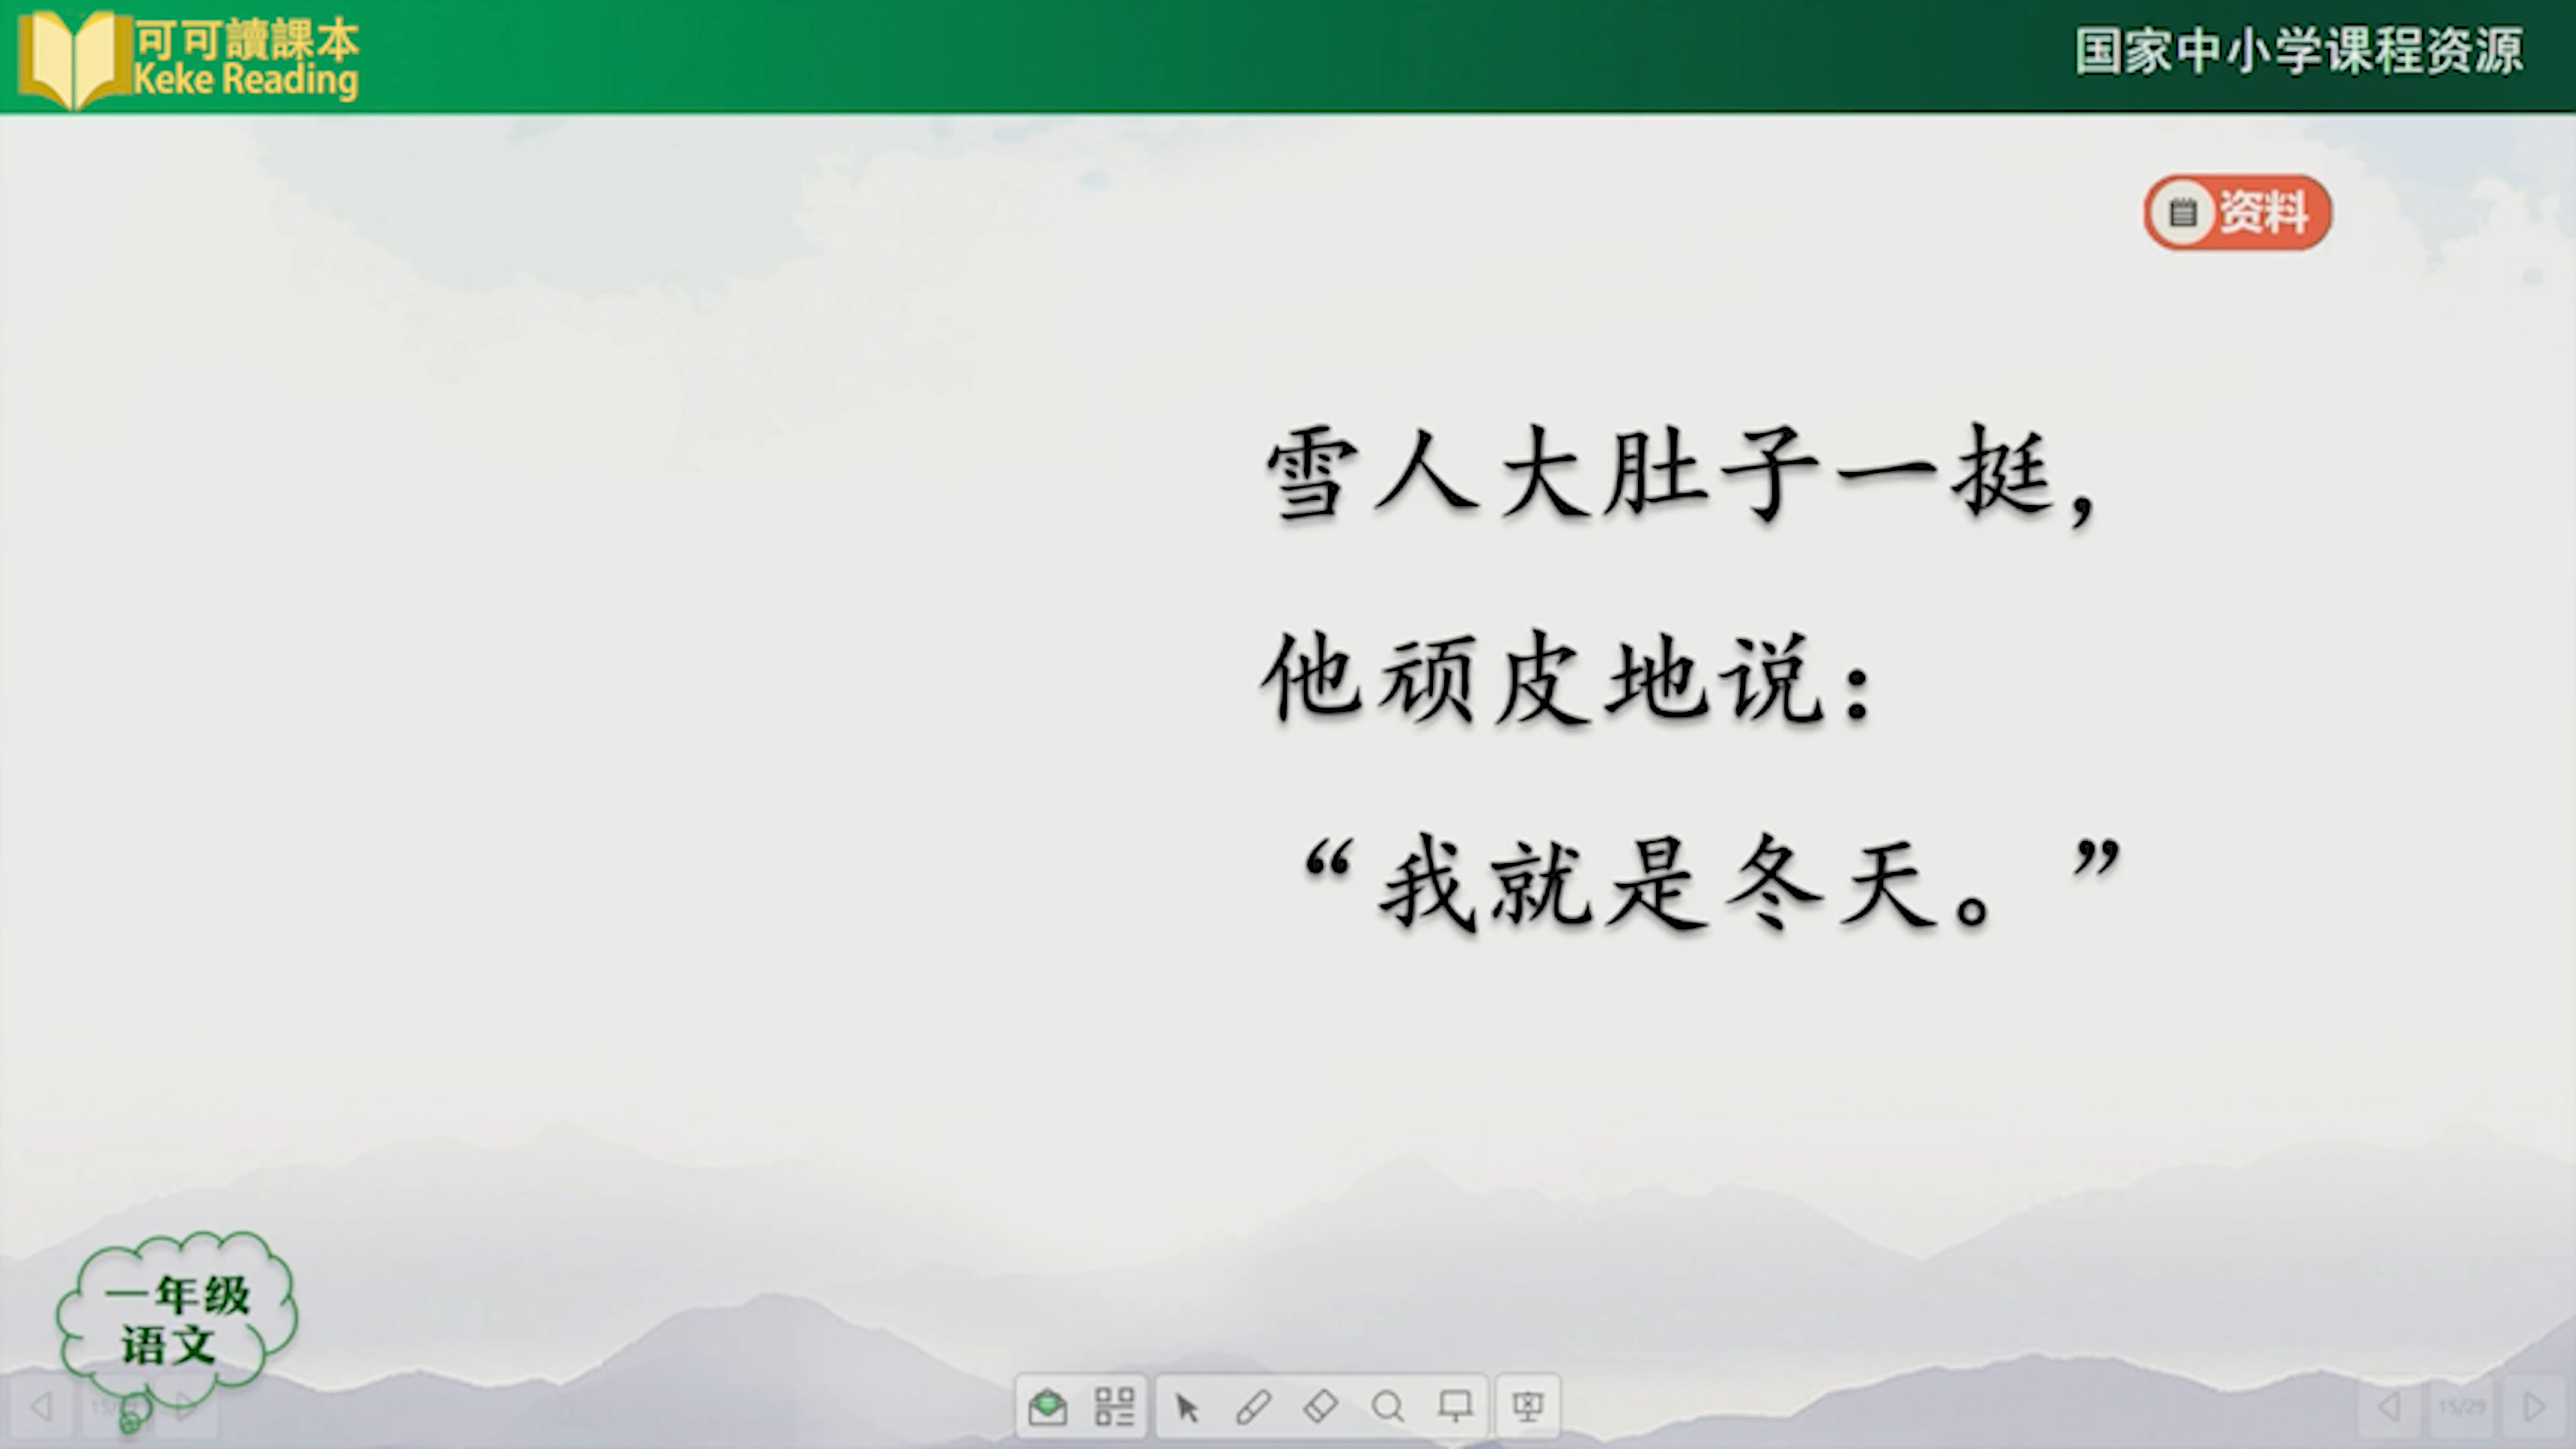 可可讀課本
Keke Reading
国家中小学课程资源
资料
雪人大肚子一挺，
他顽皮地说：
“我就是冬天。”
一年级
语文
15/29